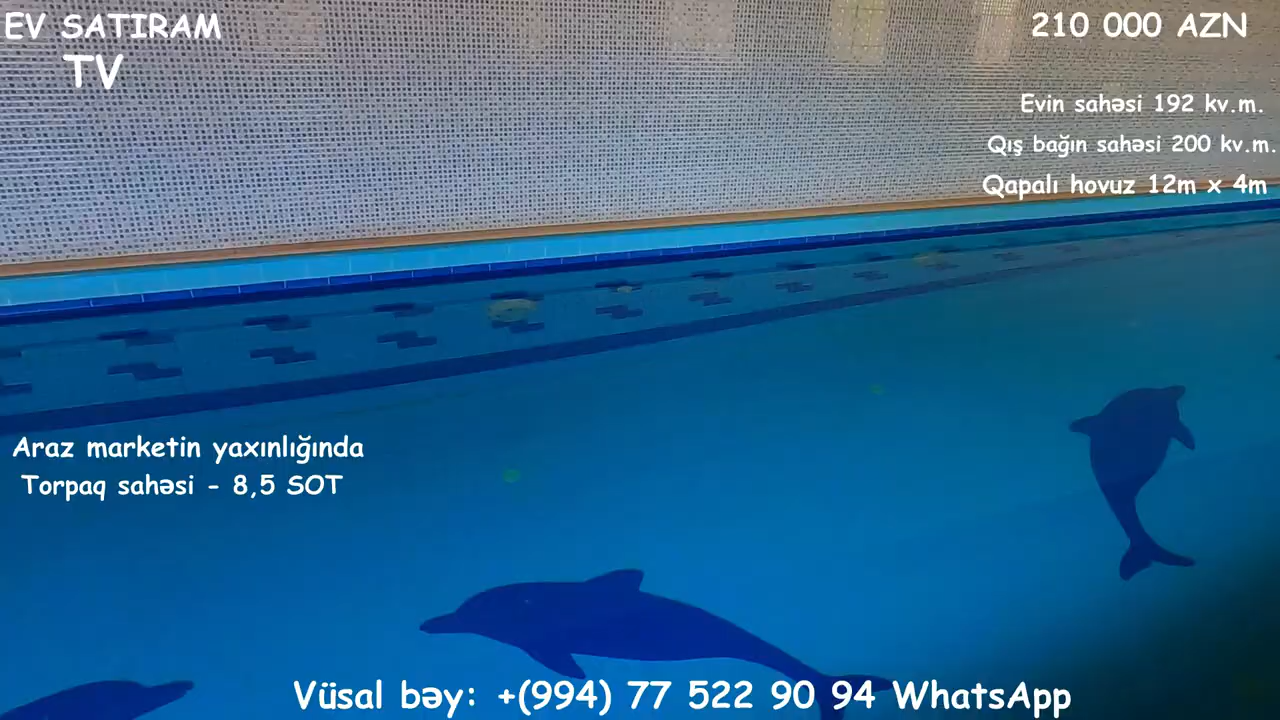 EV SATIRAM
TV
210 000 AZN
Evin sahəsi 192 kv.m.
Qış bağın sahəsi 200 kv.m.
Qapalı hovuz 12m x 4m
Araz marketin yaxınlığında
Torpaq sahəsi - 8,5 SOT
Vüsal bəy: +(994) 77 522 90 94 WhatsApp